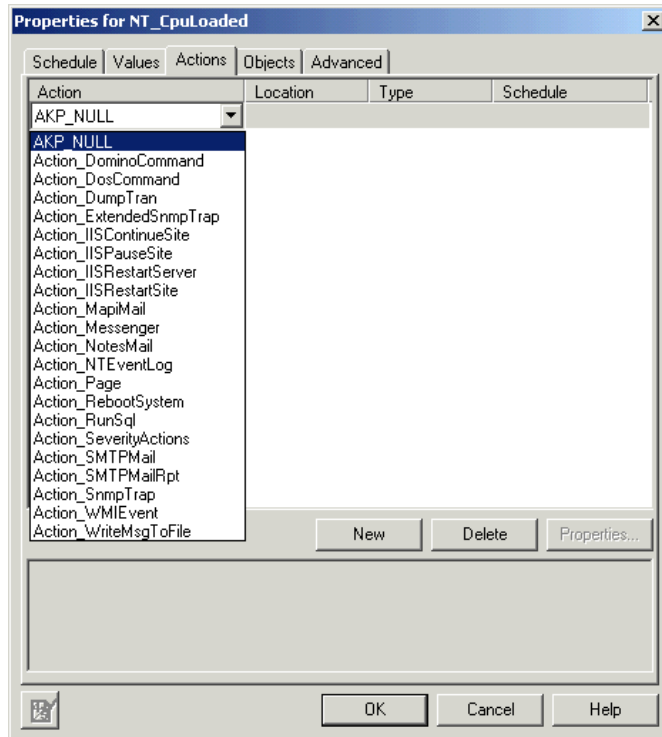 Properties for NT_CpuLoaded
Schedule Values Actions Objects Advanced
Action Location Type Schedule
AKP_NULL
AKP_NULL
Action_DominoCommand
Action_DosCommand
Action_DumpTran
Action_ExtendedSnmpTrap
Action_IISContinueSite
Action_IISPauseSite
Action_IISRestartServer
Action_IISRestartSite
Action_MapiMail
Action_Messenger
Action_NotesMail
Action_NTEventLog
Action_Page
Action_RebootSystem
Action_RunSql
Action_SeverityActions
Action_SMTPMail
Action_SMTPMailRpt
Action_SnmpTrap
Action_WMIEvent
Action_WriteMsgToFile
New Delete Properties...
OK Cancel Help